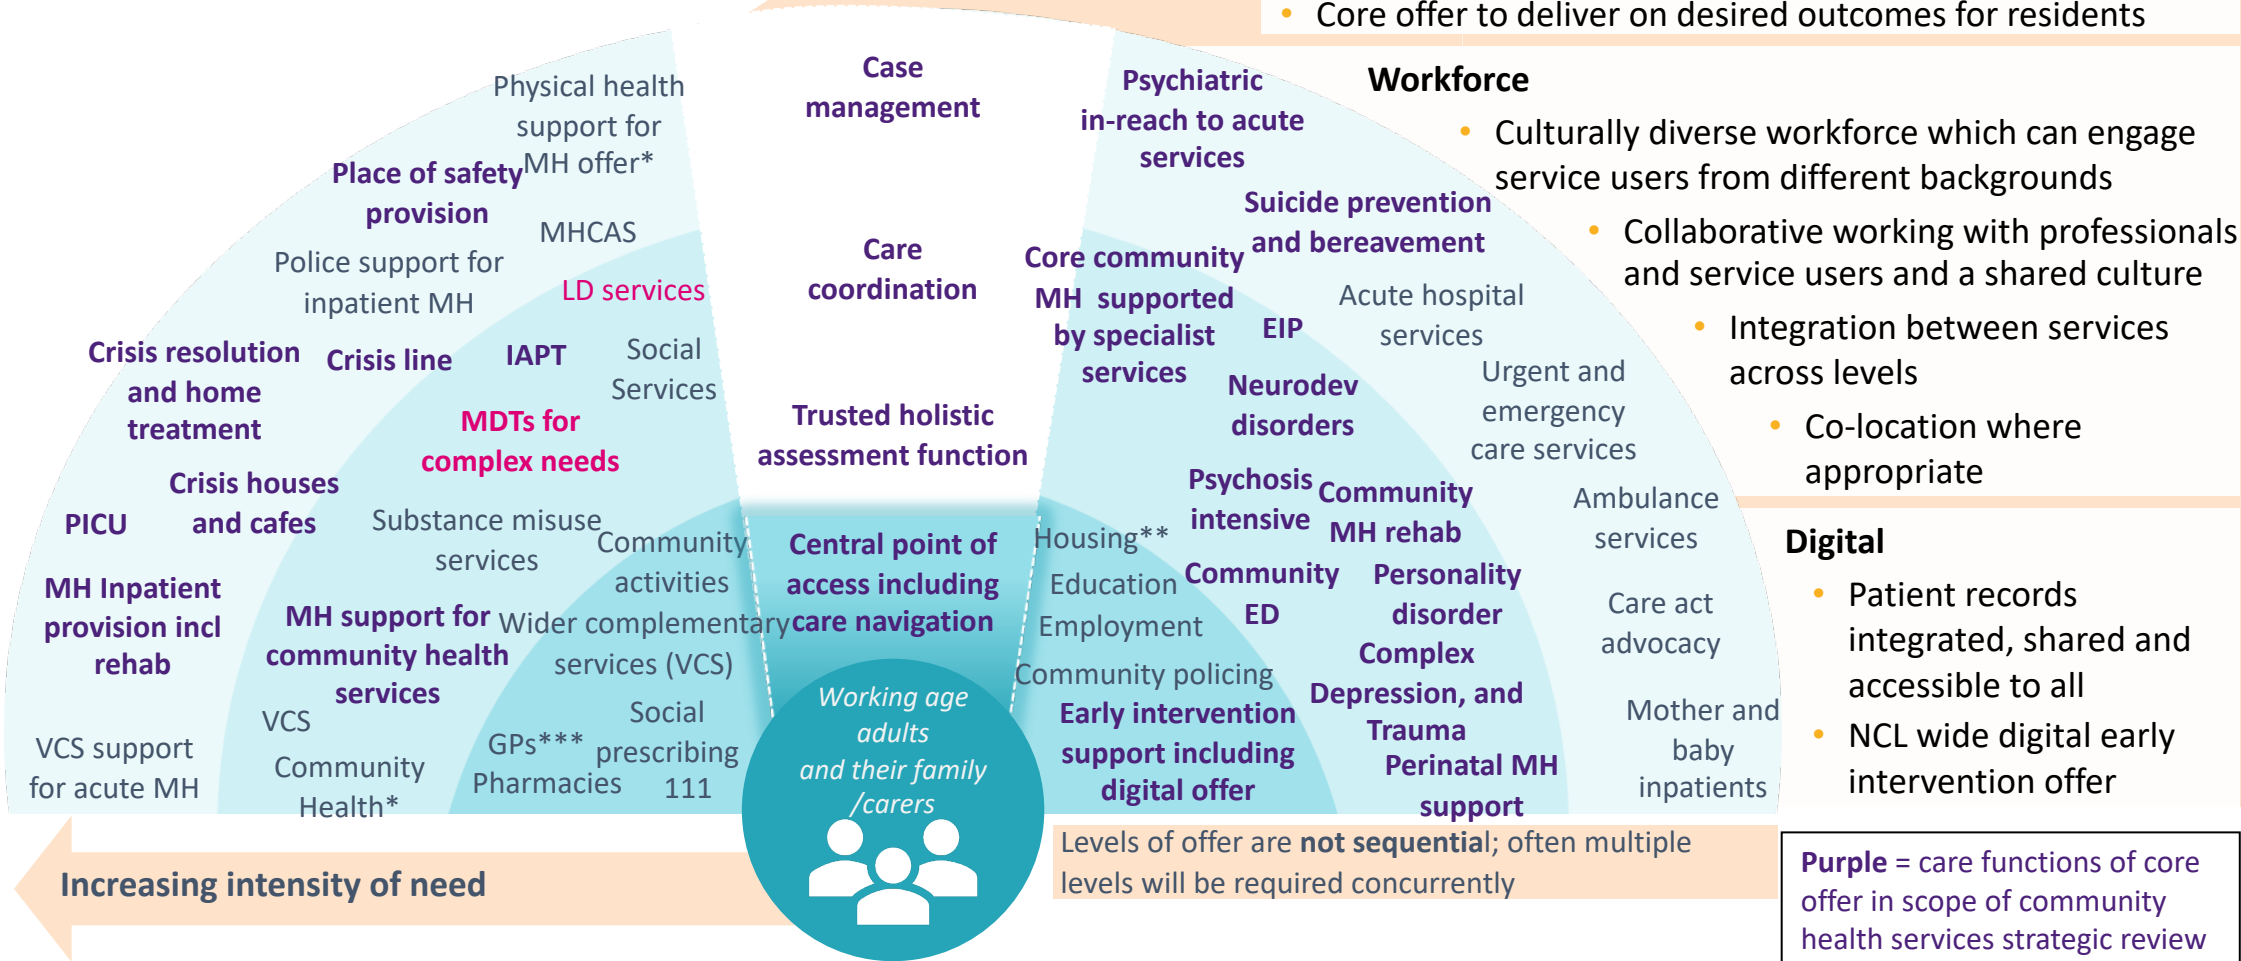 Core offer to deliver on desired outcomes for residents
Physical health
support for
MH offer*
Place of safety
provision
MHCAS
Police support for
inpatient MH
LD services
Crisis resolution
and home
treatment
Crisis line
IAPT
Social
Services
MDTs for
complex needs
Crisis houses
and cafes
PICU
Substance misuse
services
Community
activities
MH Inpatient
provision incl
rehab
MH support for
community health
services
Wider complementary
services (VCS)
VCS
VCS support
for acute MH
Community
Health*
GPs***
Pharmacies
Social
prescribing
111
Case
management
Care
coordination
Trusted holistic
assessment function
Central point of
access including
care navigation
Working age
adults
and their family
/carers
Psychiatric
in-reach to acute
services
Suicide prevention
and bereavement
Core community
MH supported
by specialist
services
EIP
Acute hospital
services
Neurodev
disorders
Urgent and
emergency
care services
Psychosis
intensive
Community
MH rehab
Ambulance
services
Housing**
Education
Employment
Community
ED
Personality
disorder
Care act
advocacy
Community policing
Complex
Depression, and
Trauma
Early intervention
support including
digital offer
Perinatal MH
support
Mother and
baby
inpatients
Workforce
Culturally diverse workforce which can engage
service users from different backgrounds
Collaborative working with professionals
and service users and a shared culture
Integration between services
across levels
Co-location where
appropriate
Digital
Patient records
integrated, shared and
accessible to all
NCL wide digital early
intervention offer
Increasing intensity of need
Levels of offer are not sequential; often multiple
levels will be required concurrently
Purple = care functions of core
offer in scope of community
health services strategic review